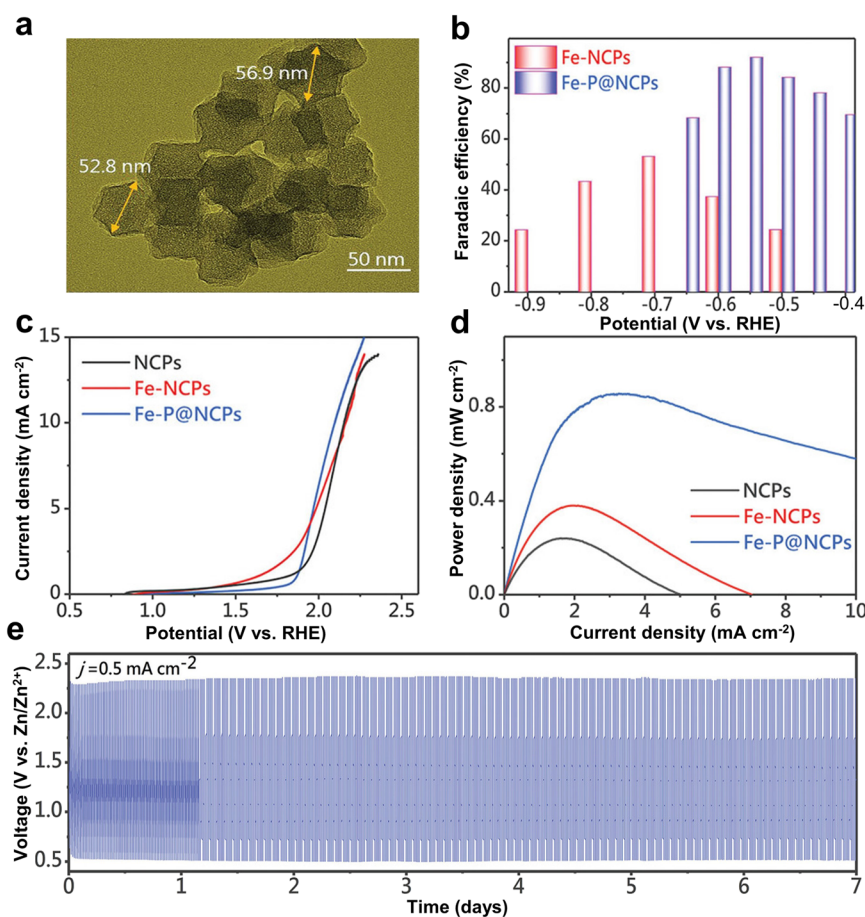 a
56.9 nm
52.8 nm
50 nm
b
Faradaic efficiency (%)
80
60
40
20
0
Fe-NCPs
Fe-P@NCPs
-0.9 -0.8 -0.7 -0.6 -0.5 -0.4
Potential (V vs. RHE)
c
Current density (mA cm⁻²)
15
10
5
0
NCPs
Fe-NCPs
Fe-P@NCPs
0.5 1.0 1.5 2.0 2.5
Potential (V vs. RHE)
d
Power density (mW cm⁻²)
0.8
0.4
0.0
NCPs
Fe-NCPs
Fe-P@NCPs
0 2 4 6 8 10
Current density (mA cm⁻²)
e
Voltage (V vs. Zn/Zn²⁺)
2.5
2.0
1.5
1.0
0.5
j=0.5 mA cm⁻²
0 1 2 3 4 5 6 7
Time (days)